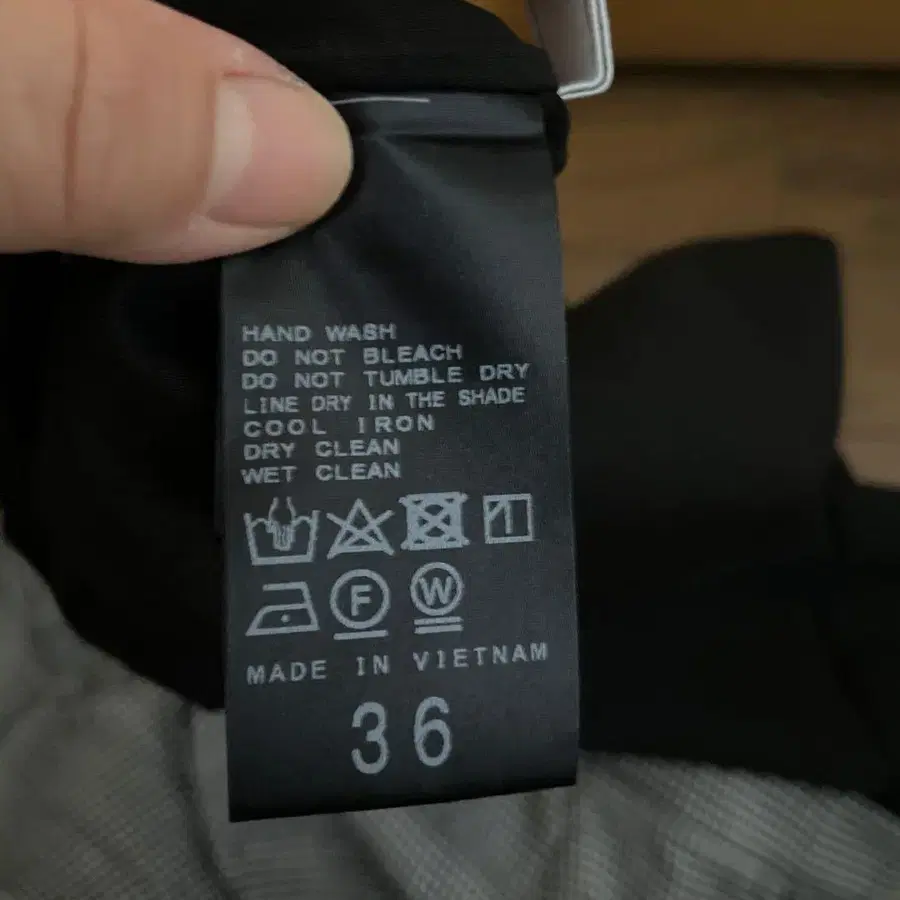 HAND WASH
DO NOT BLEACH
DO NOT TUMBLE DRY
LINE DRY IN THE SHADE
COOL IRON
DRY CLEAN
WET CLEAN
F W
MADE IN VIETNAM
36